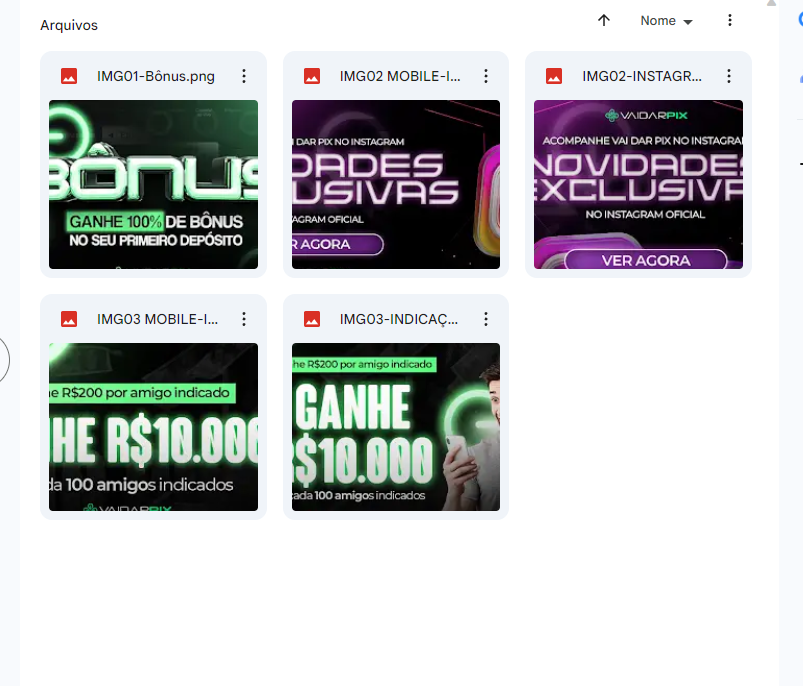 Arquivos
Nome
IMG01-Bônus.png
IMG02 MOBILE-I...
IMG02-INSTAGR...
BÔNUS
GANHE 100% DE BÔNUS
NO SEU PRIMEIRO DEPÓSITO
I DAR PIX NO INSTAGRAM
DADES
LUSIVAS
TAGRAM OFICIAL
R AGORA
VAIDARPIX
ACOMPANHE VAI DAR PIX NO INSTAGRA
NOVIDADES
EXCLUSIVA
NO INSTAGRAM OFICIAL
VER AGORA
IMG03 MOBILE-I...
IMG03-INDICAÇ...
he R$200 por amigo indicado
HE R$10.000
da 100 amigos indicados
VAIDARPIX
he R$200 por amigo indicado
GANHE
R$10.000
cada 100 amigos indicados